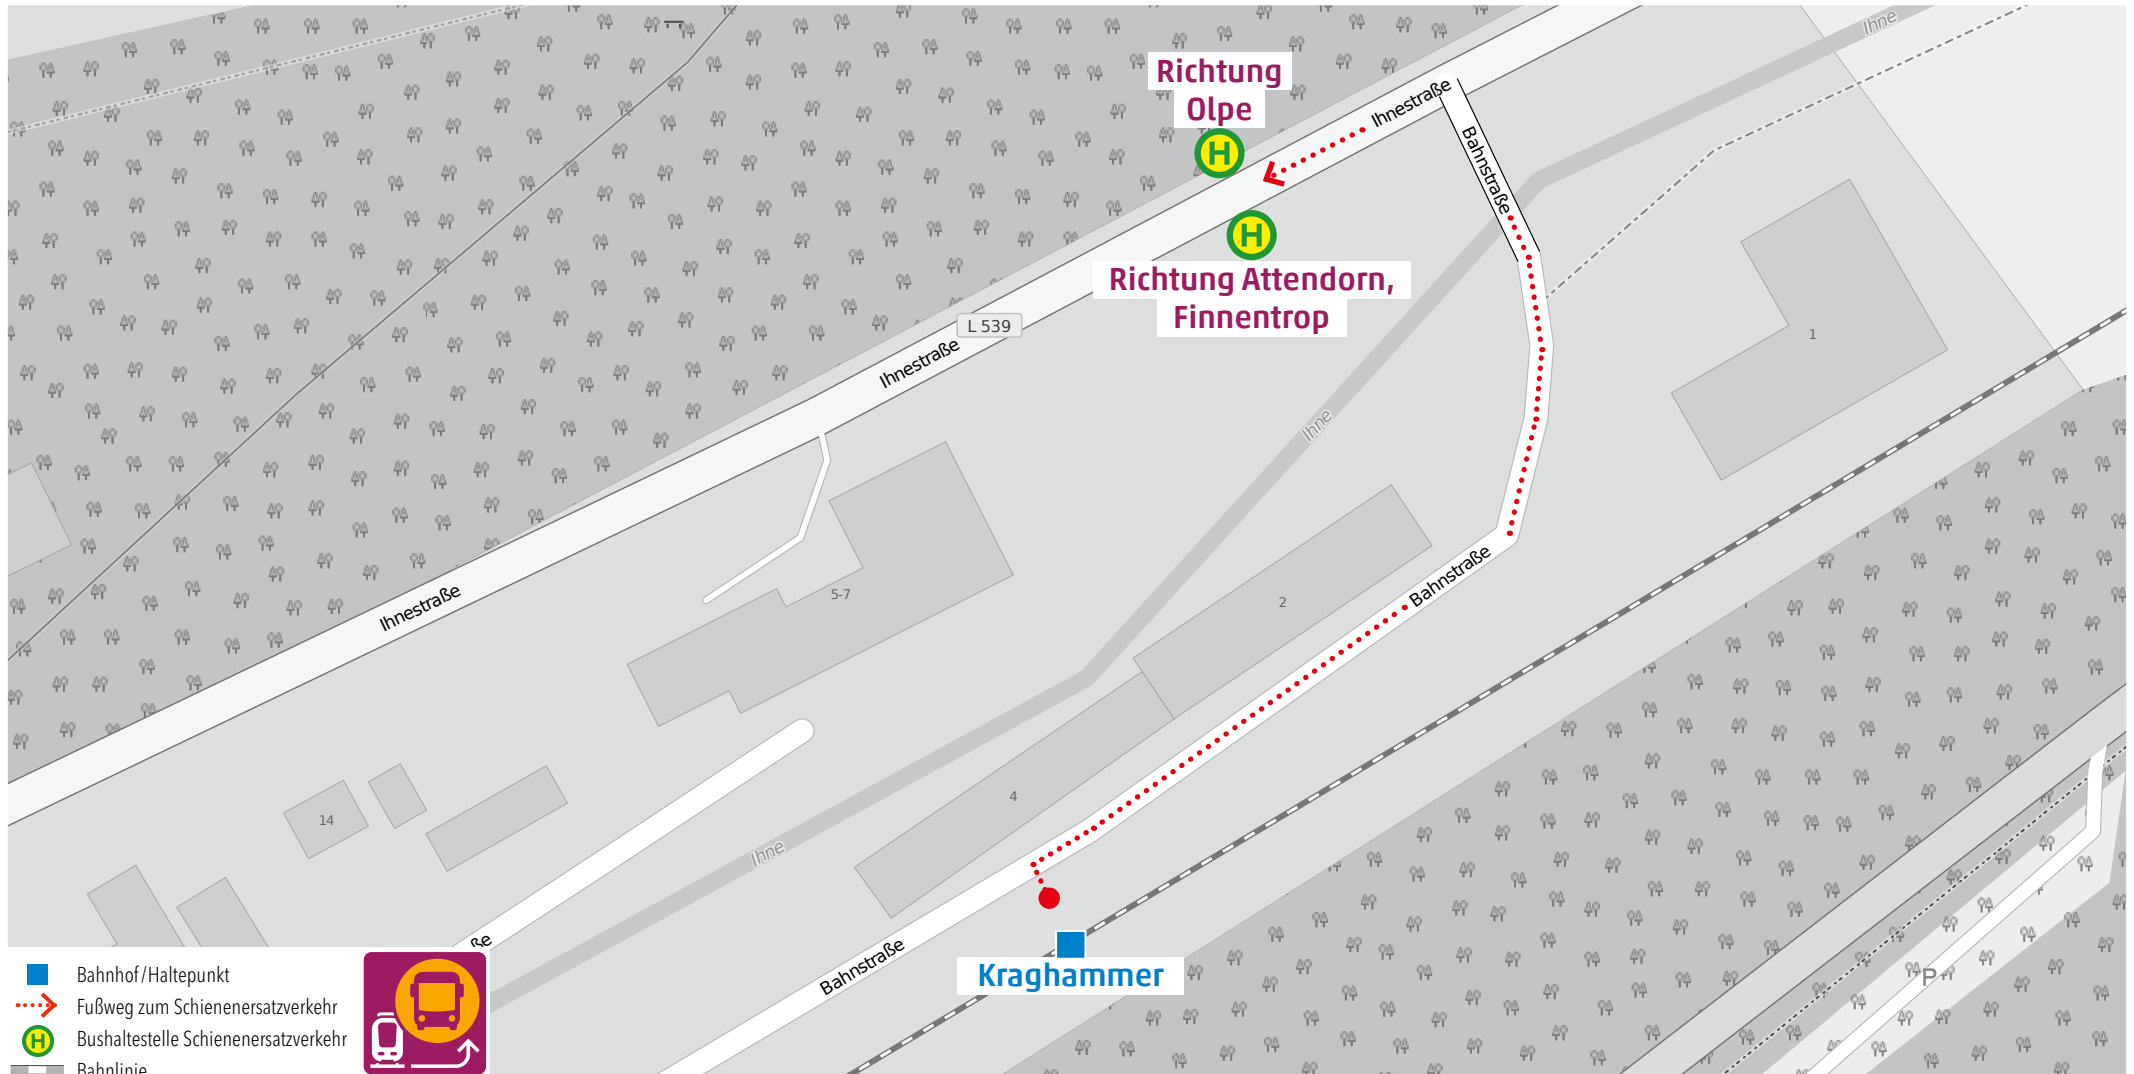 Ihne
Richtung
Olpe
H
Ihnestraße
Bahnstraße
H
Richtung Attendorn,
Finnentrop
L 539
Ihnestraße
1
Ihne
Ihnestraße
5-7
2
Bahnstraße
4
14
Ihne
ße
Bahnstraße
Kraghammer
P
Bahnhof/Haltepunkt
Fußweg zum Schienenersatzverkehr
H Bushaltestelle Schienenersatzverkehr
Bahnlinie